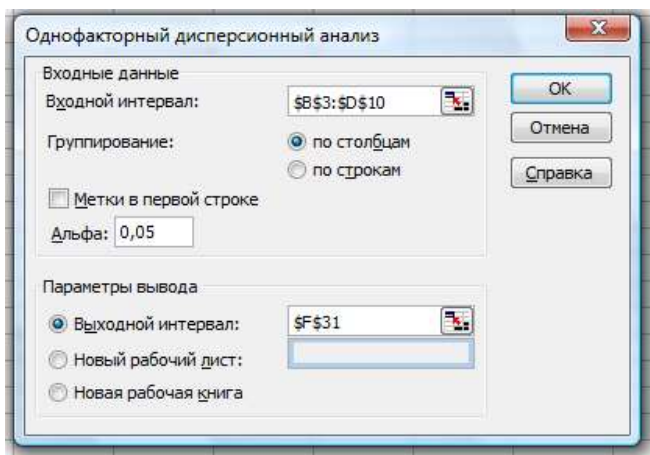 Однофакторный дисперсионный анализ
Входные данные
Входной интервал: $B$3:$D$10
Группирование: по столбцам
по строкам
Метки в первой строке
Альфа: 0,05
OK
Отмена
Справка
Параметры вывода
Выходной интервал: $F$31
Новый рабочий лист:
Новая рабочая книга